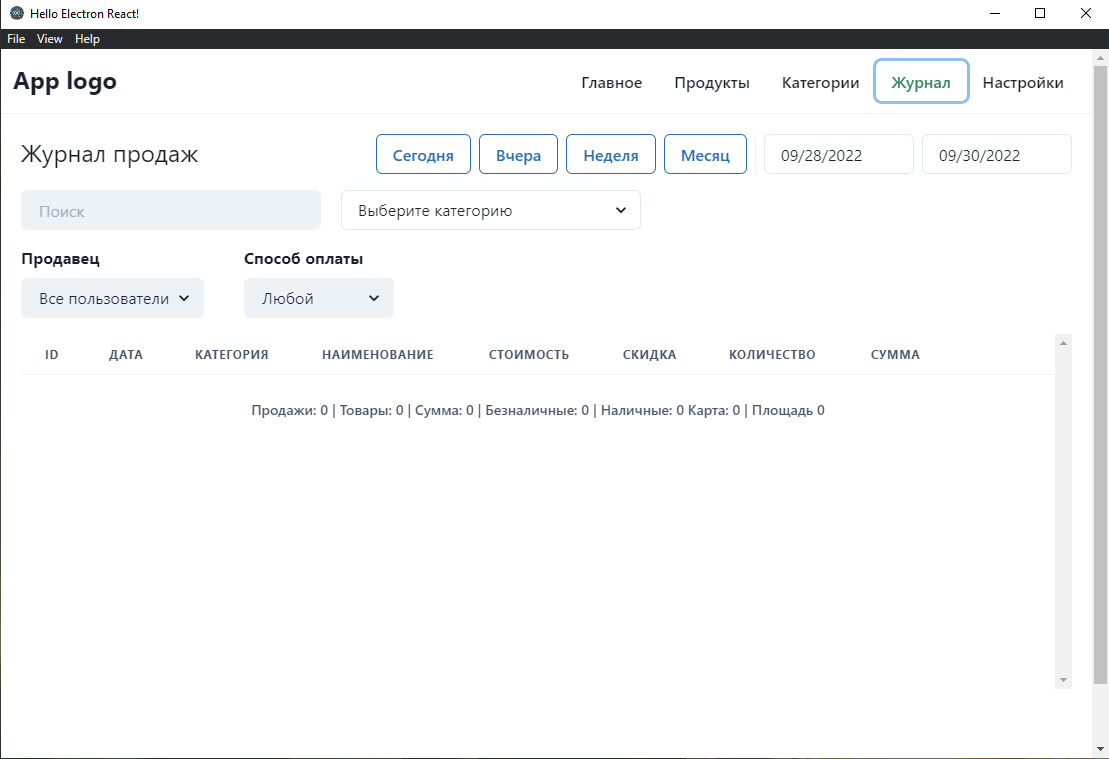 Hello Electron React!
File View Help
App logo Главное Продукты Категории Журнал Настройки
Журнал продаж Сегодня Вчера Неделя Месяц 09/28/2022 09/30/2022
Поиск Выберите категорию
Продавец Способ оплаты
Все пользователи Любой
ID ДАТА КАТЕГОРИЯ НАИМЕНОВАНИЕ СТОИМОСТЬ СКИДКА КОЛИЧЕСТВО СУММА
Продажи: 0 | Товары: 0 | Сумма: 0 | Безналичные: 0 | Наличные: 0 Карта: 0 | Площадь 0